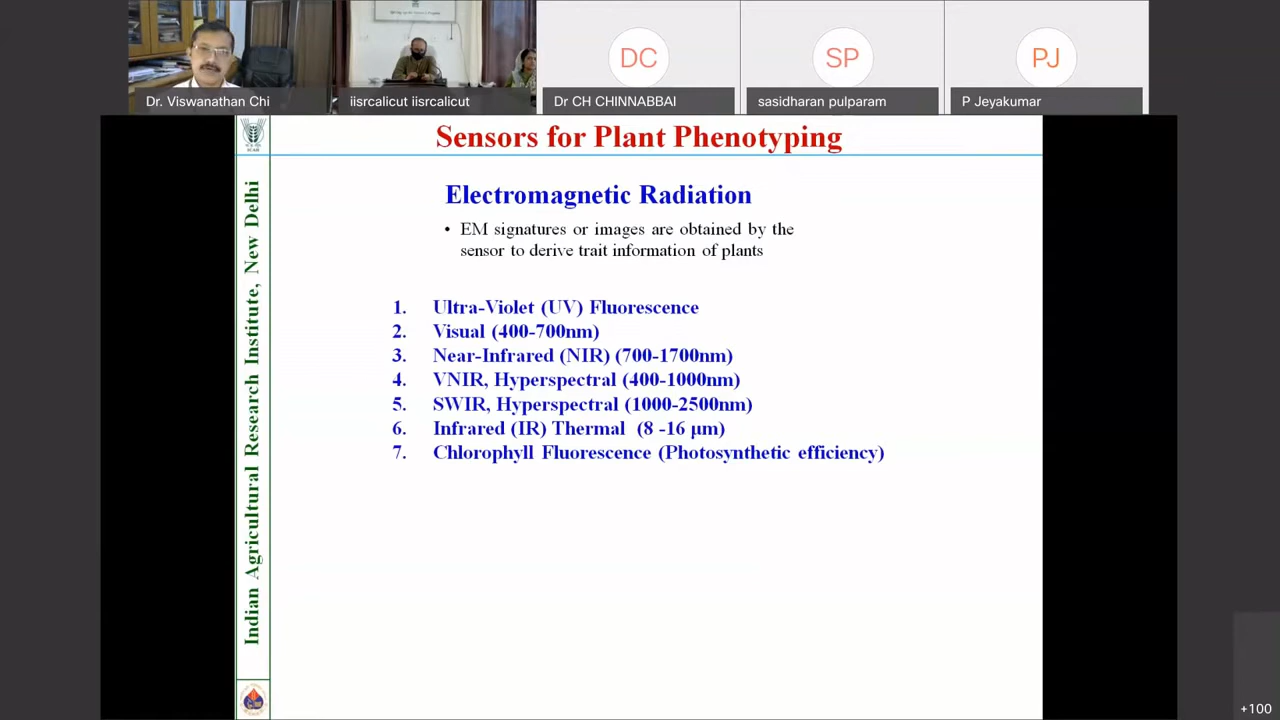 Dr. Viswanathan Chi
iisrcalicut iisrcalicut
DC
Dr CH CHINNABBAI
SP
sasidharan pulparam
PJ
P Jeyakumar
Sensors for Plant Phenotyping
Indian Agricultural Research Institute, New Delhi
Electromagnetic Radiation
• EM signatures or images are obtained by the
sensor to derive trait information of plants
1. Ultra-Violet (UV) Fluorescence
2. Visual (400-700nm)
3. Near-Infrared (NIR) (700-1700nm)
4. VNIR, Hyperspectral (400-1000nm)
5. SWIR, Hyperspectral (1000-2500nm)
6. Infrared (IR) Thermal (8 -16 µm)
7. Chlorophyll Fluorescence (Photosynthetic efficiency)
+100